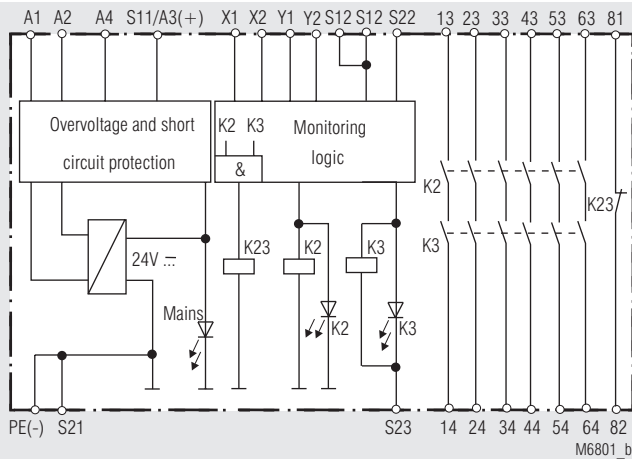 A1 A2 A4 S11/A3(+) X1 X2 Y1 Y2 S12 S12 S22 13 23 33 43 53 63 81
Overvoltage and short
circuit protection
K2 K3
&
Monitoring
logic
K2
K23
K3
24V ⎓
K23
K2
K3
Mains
K2
K3
PE(-) S21 S23 14 24 34 44 54 64 82
M6801_b